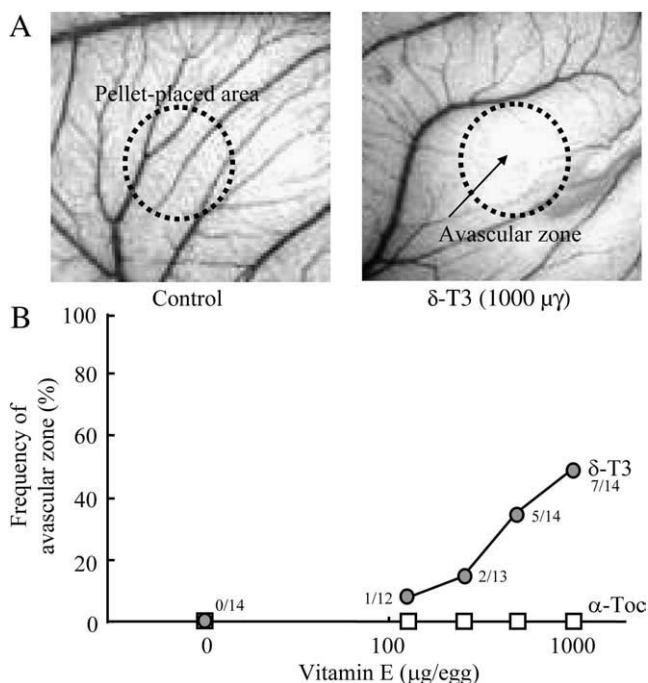 A
Pellet-placed area
Avascular zone
Control
δ-T3 (1000 μγ)
B
Frequency of
avascular zone (%)
100
80
60
40
20
0
δ-T3
7/14
5/14
2/13
1/12
0/14
α-Toc
0
100
1000
Vitamin E (μg/egg)